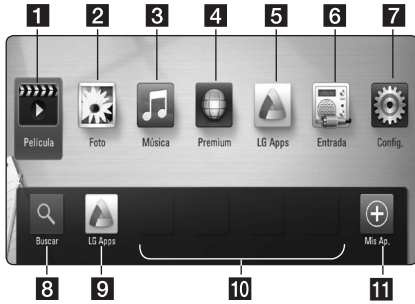 1 2 3 4 5 6 7
Película Foto Música Premium LG Apps Entrada Config.
Buscar LG Apps Mis Ap.
8 9 10 11